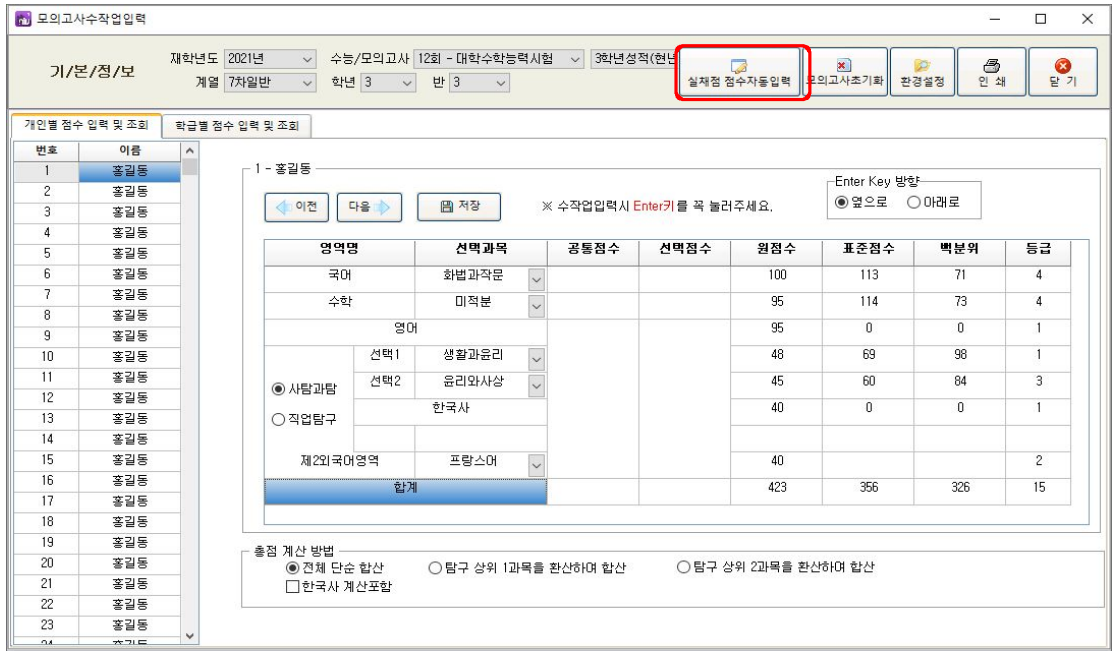 모의고사수작업입력
기/본/정/보
재학년도 2021년 수능/모의고사 12회 - 대학수학능력시험 3학년성적(현년
계열 7차일반 학년 3 반 3
실채점 점수자동입력 모의고사초기화 환경설정 인 쇄 닫 기
개인별 점수 입력 및 조회 학급별 점수 입력 및 조회
번호 이름
1 홍길동
2 홍길동
3 홍길동
4 홍길동
5 홍길동
6 홍길동
7 홍길동
8 홍길동
9 홍길동
10 홍길동
11 홍길동
12 홍길동
13 홍길동
14 홍길동
15 홍길동
16 홍길동
17 홍길동
18 홍길동
19 홍길동
20 홍길동
21 홍길동
22 홍길동
23 홍길동
1 - 홍길동
이전 다음 저장 ※ 수작업입력시 Enter키를 꼭 눌러주세요.
Enter Key 방향
옆으로 아래로
영역명 선택과목 공통점수 선택점수 원점수 표준점수 백분위 등급
국어 화법과작문 100 113 71 4
수학 미적분 95 114 73 4
영어 95 0 0 1
선택1 생활과윤리 48 69 98 1
사탐과탐
선택2 윤리와사상 45 60 84 3
직업탐구
한국사 40 0 0 1
제2외국어영역 프랑스어 40 2
합계 423 356 326 15
총점 계산 방법
전체 단순 합산 탐구 상위 1과목을 환산하여 합산 탐구 상위 2과목을 환산하여 합산
한국사 계산포함